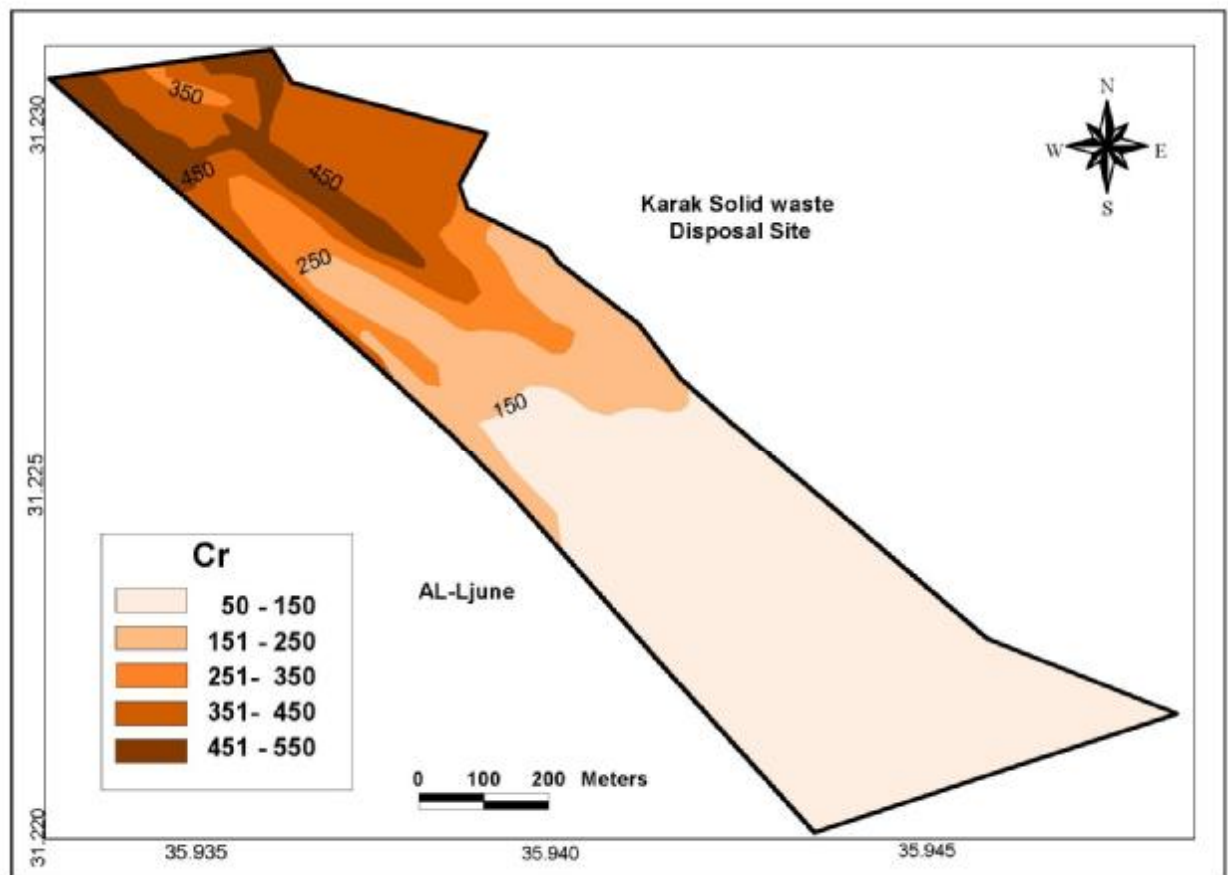 N
W E
S
Karak Solid waste
Disposal Site
350
450
450
250
150
AL-Ljune
Cr
50 - 150
151 - 250
251- 350
351- 450
451 - 550
0 100 200 Meters
31.230
31.225
31.220
35.935 35.940 35.945